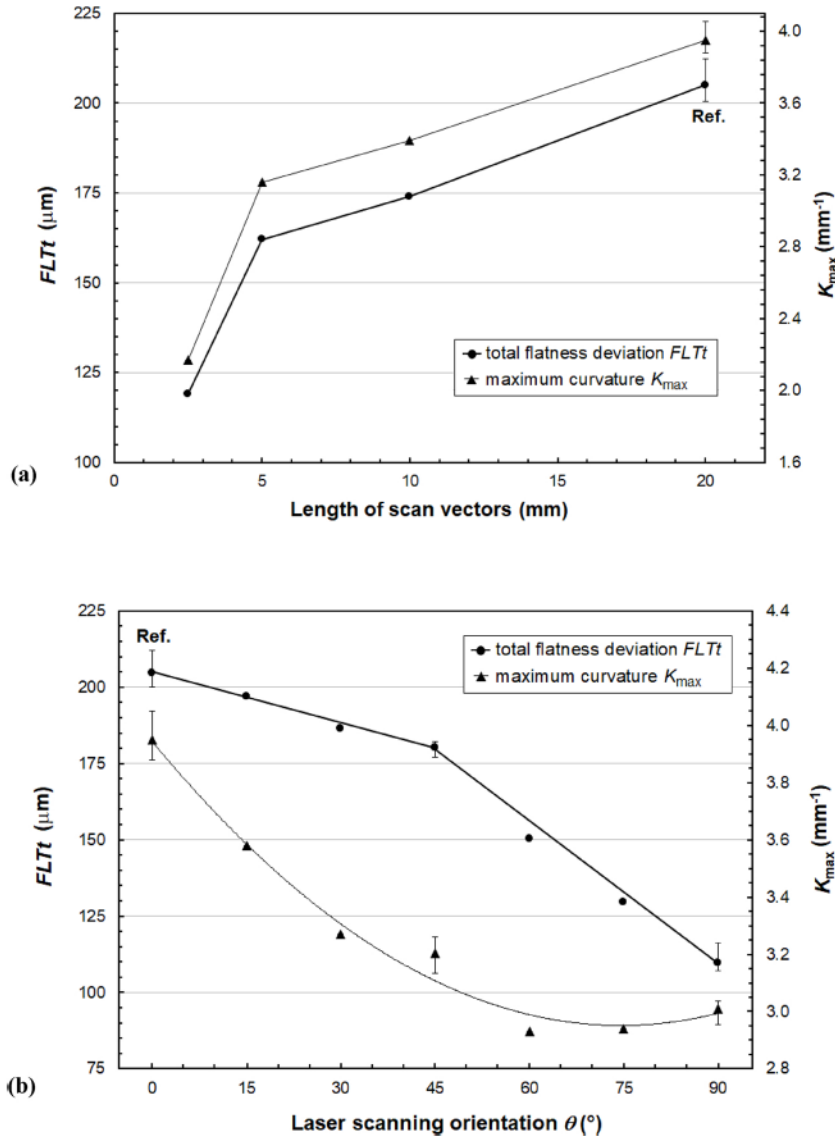 225
200
175
150
125
100
FLTt (μm)
4.0
3.6
3.2
2.8
2.4
2.0
1.6
Kmax (mm-1)
Ref.
total flatness deviation FLTt
maximum curvature Kmax
0 5 10 15 20
Length of scan vectors (mm)
(a)
225
200
175
150
125
100
75
FLTt (μm)
4.4
4.2
4.0
3.8
3.6
3.4
3.2
3.0
2.8
Kmax (mm-1)
Ref.
total flatness deviation FLTt
maximum curvature Kmax
0 15 30 45 60 75 90
Laser scanning orientation θ (°)
(b)